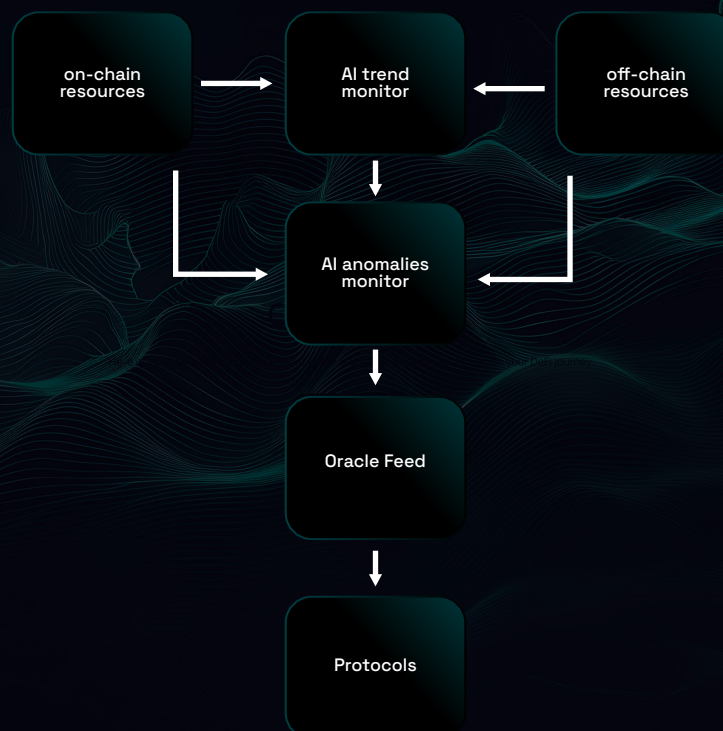 on-chain
resources
AI trend
monitor
off-chain
resources
AI anomalies
monitor
Oracle Feed
Protocols